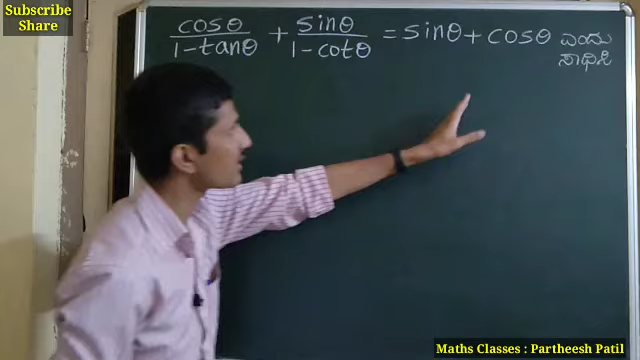 Subscribe
Share
cosθ/1-tanθ + sinθ/1-cotθ = sinθ + cosθ ಎಂದು
ಸಾಧಿಸಿ
Maths Classes : Partheesh Patil